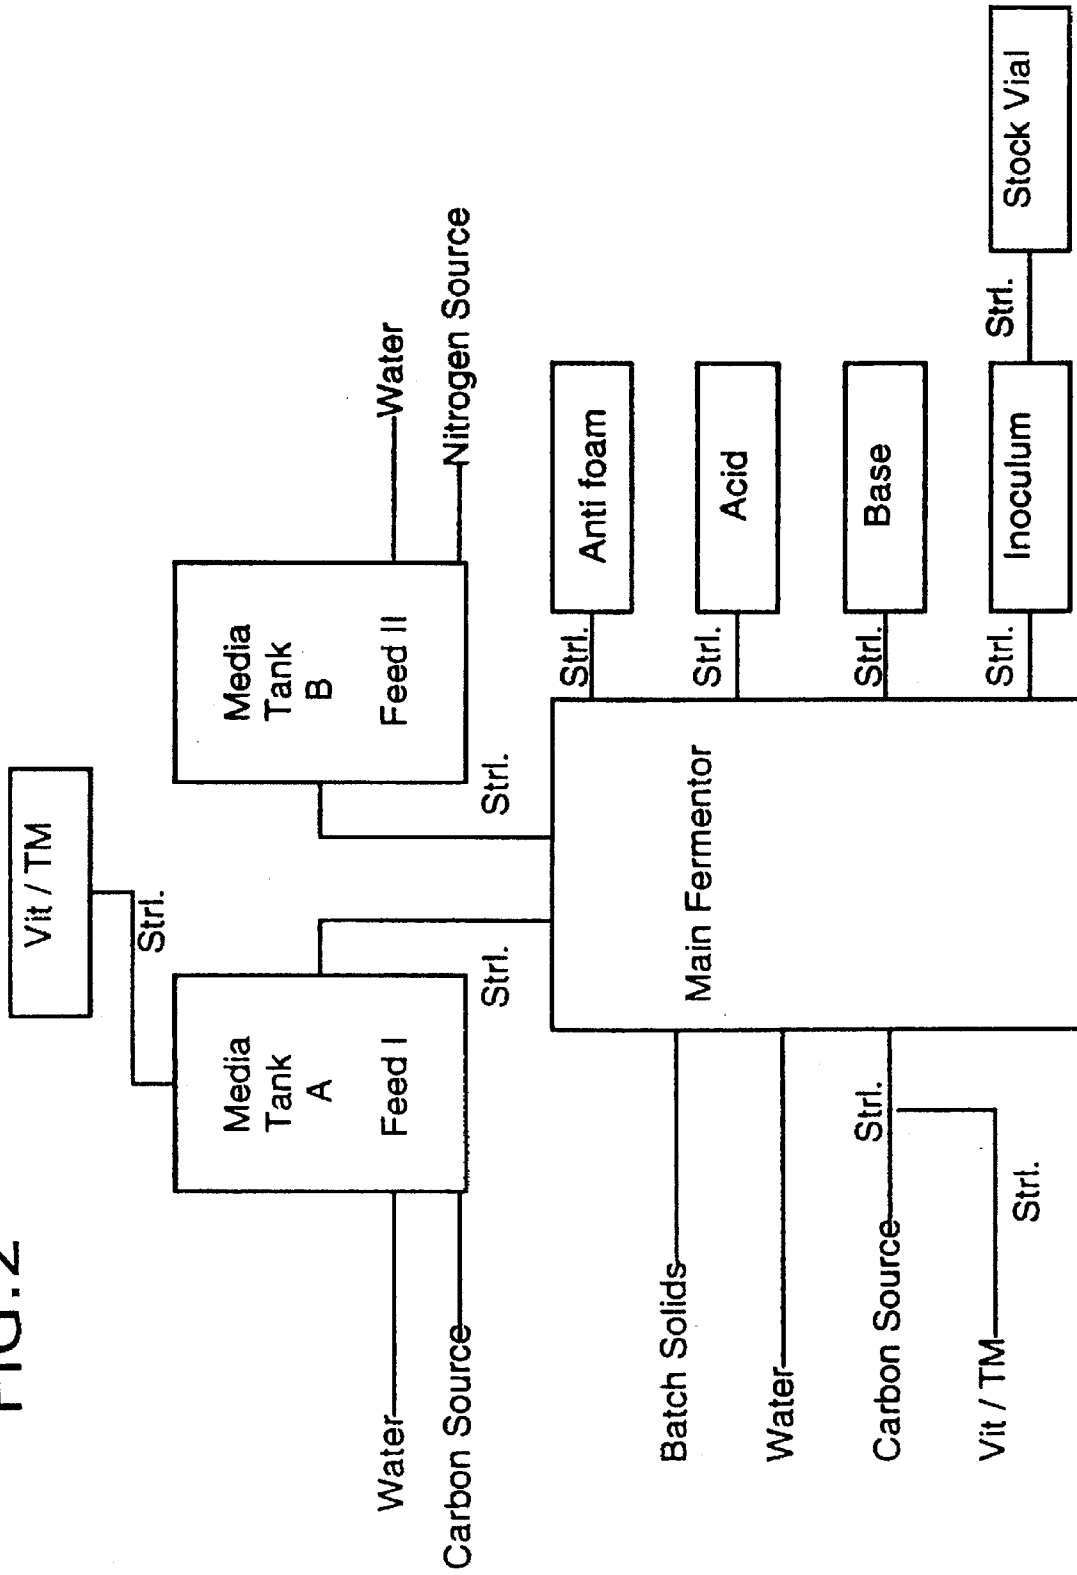 FIG. 2
Vit / TM
Strl.
Media
Tank
A
Feed I
Media
Tank
B
Feed II
Water
Carbon Source
Water
Nitrogen Source
Strl.
Strl.
Main Fermentor
Batch Solids
Water
Carbon Source
Strl.
Vit / TM
Strl.
Strl.
Anti foam
Strl.
Acid
Strl.
Base
Strl.
Inoculum
Strl.
Stock Vial